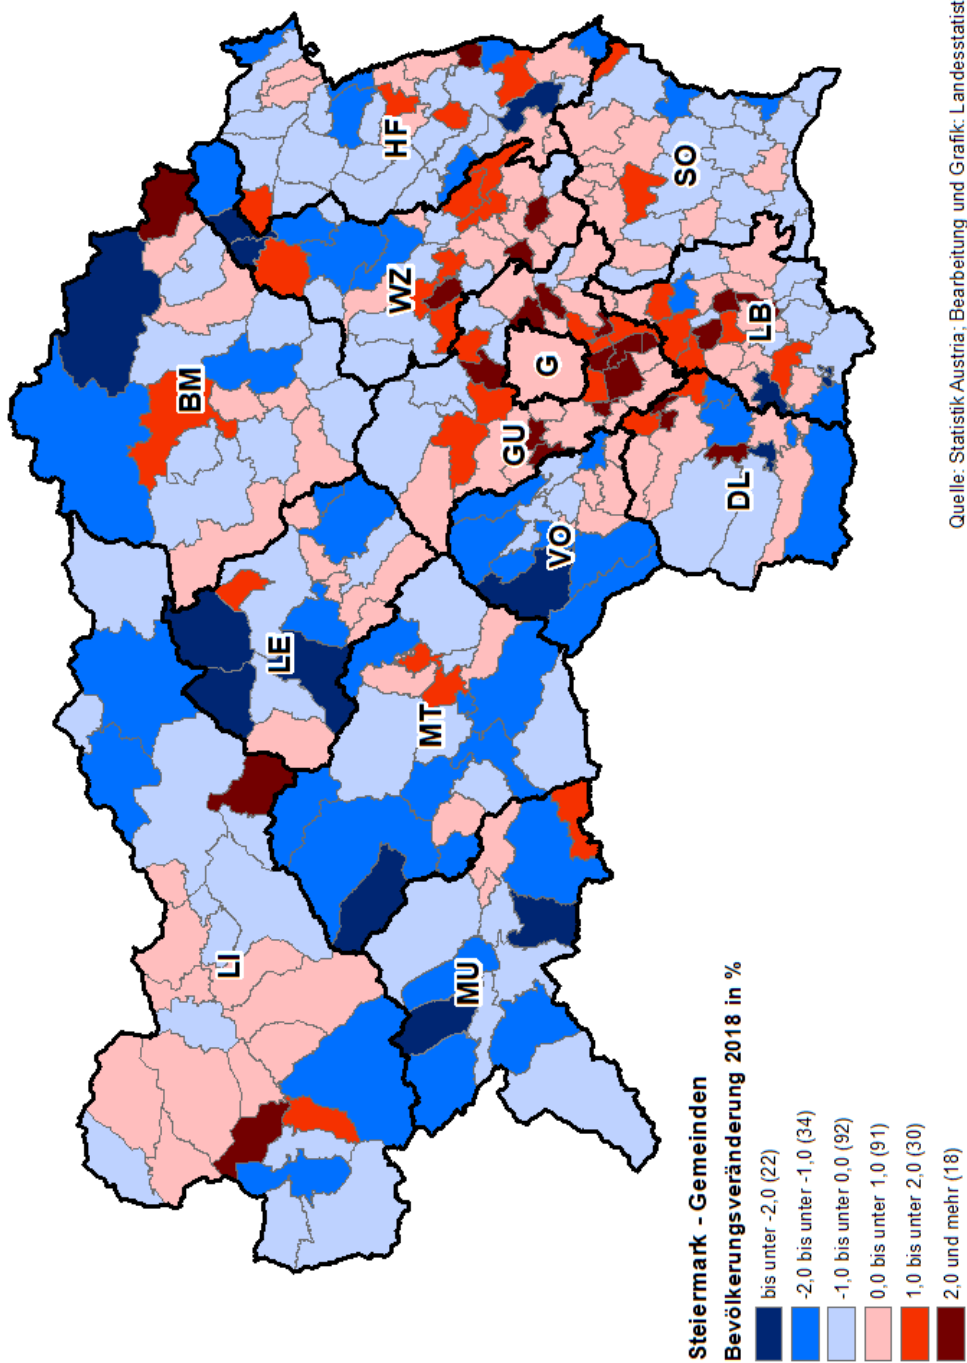 HF
BM
WZ
SO
G
LB
GU
DL
VO
LE
MT
LI
MU
Steiermark - Gemeinden
Bevölkerungsveränderung 2018 in %
bis unter -2,0 (22)
-2,0 bis unter -1,0 (34)
-1,0 bis unter 0,0 (92)
0,0 bis unter 1,0 (91)
1,0 bis unter 2,0 (30)
2,0 und mehr (18)
Quelle: Statistik Austria; Bearbeitung und Grafik: Landesstatist